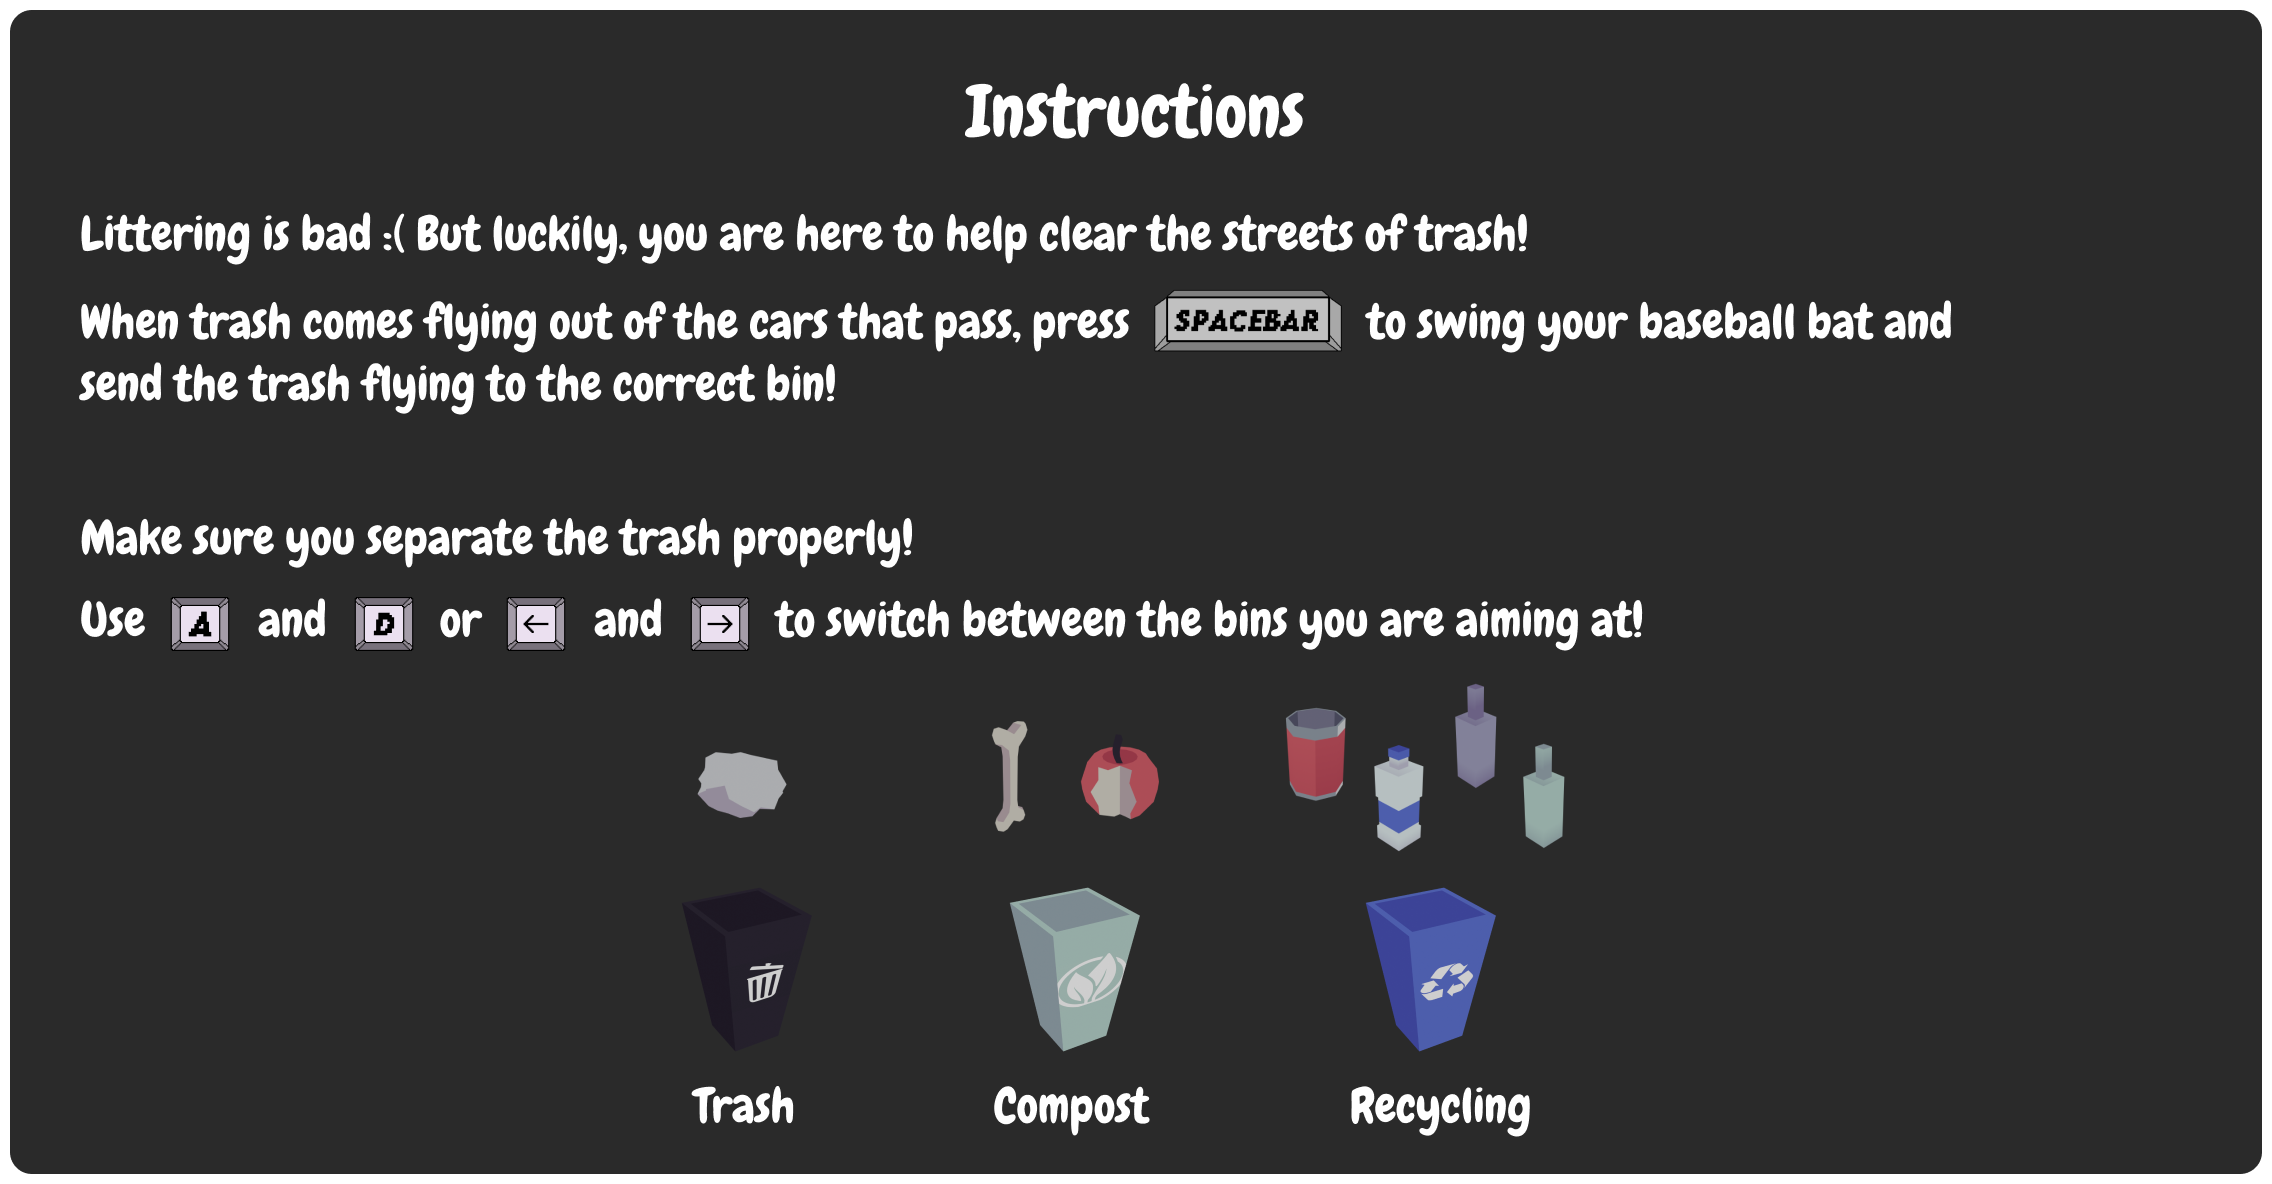 Instructions
Littering is bad :( But luckily, you are here to help clear the streets of trash!
When trash comes flying out of the cars that pass, press SPACEBAR to swing your baseball bat and
send the trash flying to the correct bin!
Make sure you separate the trash properly!
Use A and D or ← and → to switch between the bins you are aiming at!
Trash Compost Recycling